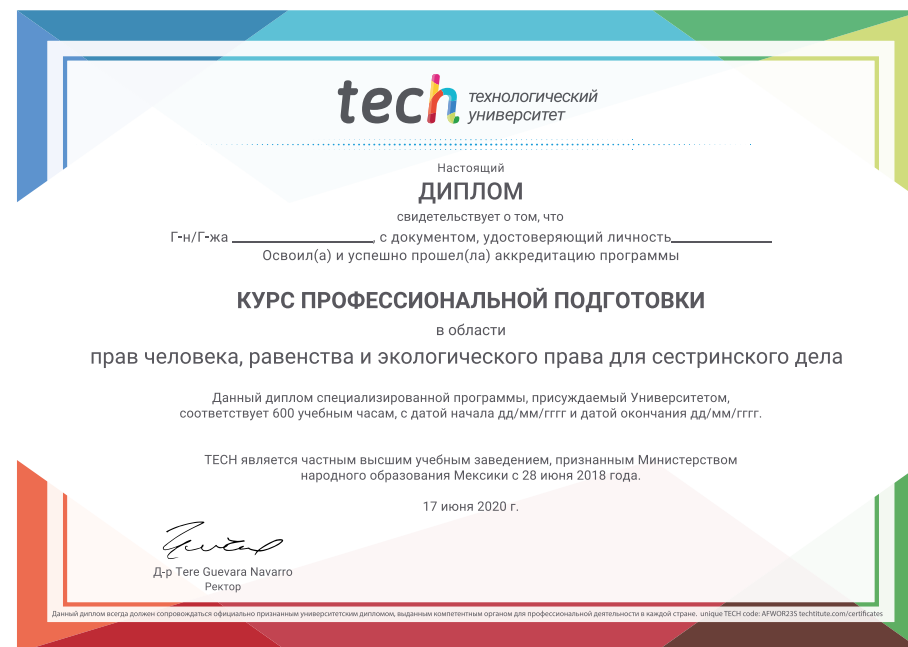 tech технологический
университет
Настоящий
ДИПЛОМ
свидетельствует о том, что
Г-н/Г-жа ____________________, с документом, удостоверяющий личность______________
Освоил(а) и успешно прошел(ла) аккредитацию программы
КУРС ПРОФЕССИОНАЛЬНОЙ ПОДГОТОВКИ
в области
прав человека, равенства и экологического права для сестринского дела
Данный диплом специализированной программы, присуждаемый Университетом,
соответствует 600 учебным часам, с датой начала дд/мм/гггг и датой окончания дд/мм/гггг.
TECH является частным высшим учебным заведением, признанным Министерством
народного образования Мексики с 28 июня 2018 года.
17 июня 2020 г.
Д-р Tere Guevara Navarro
Ректор
Данный диплом всегда должен сопровождаться официально признанным университетским дипломом, выданным компетентным органом для профессиональной деятельности в каждой стране. unique TECH code: AFWOR23S techtitute.com/certificates